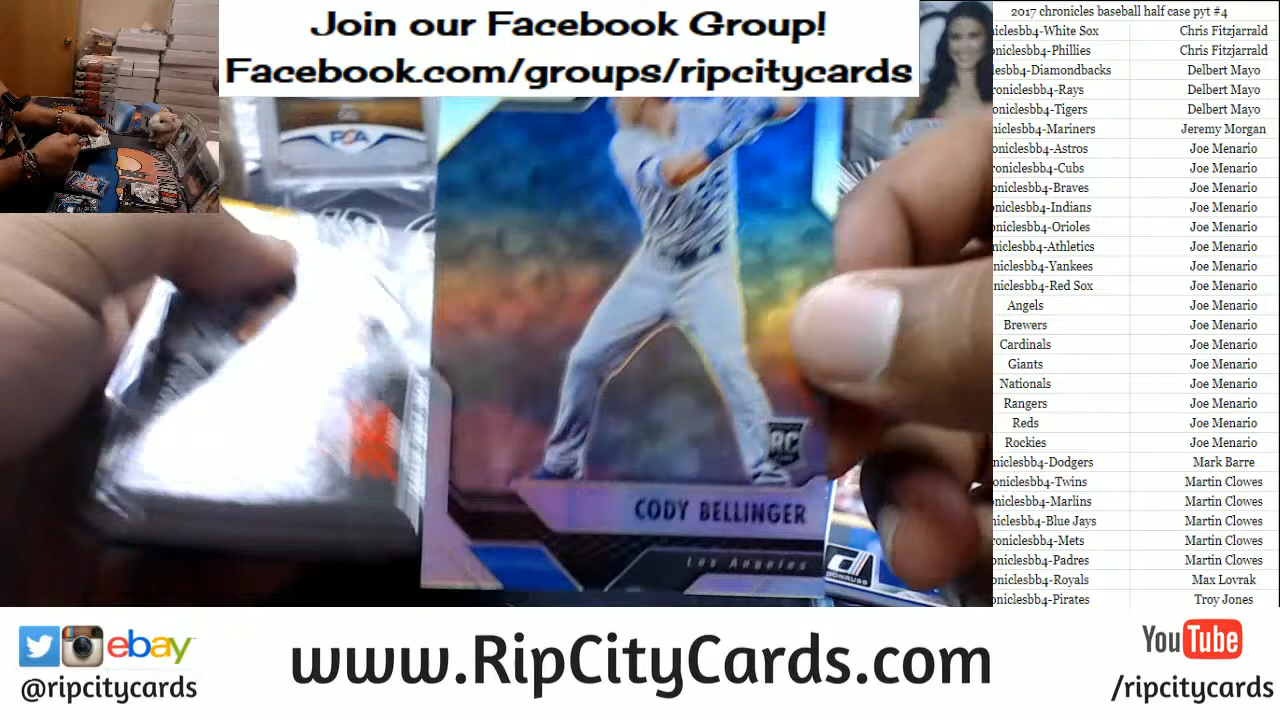 Join our Facebook Group!
Facebook.com/groups/ripcitycards
PSA
RC
CODY BELLINGER
Los Angeles
DONRUSS
2017 chronicles baseball half case pyt #4
niclesbb4-White Sox Chris Fitzjarrald
oniclesbb4-Phillies Chris Fitzjarrald
lesbb4-Diamondbacks Delbert Mayo
roniclesbb4-Rays Delbert Mayo
oniclesbb4-Tigers Delbert Mayo
niclesbb4-Mariners Jeremy Morgan
oniclesbb4-Astros Joe Menario
oniclesbb4-Cubs Joe Menario
oniclesbb4-Braves Joe Menario
oniclesbb4-Indians Joe Menario
oniclesbb4-Orioles Joe Menario
niclesbb4-Athletics Joe Menario
niclesbb4-Yankees Joe Menario
niclesbb4-Red Sox Joe Menario
Angels Joe Menario
Brewers Joe Menario
Cardinals Joe Menario
Giants Joe Menario
Nationals Joe Menario
Rangers Joe Menario
Reds Joe Menario
Rockies Joe Menario
niclesbb4-Dodgers Mark Barre
oniclesbb4-Twins Martin Clowes
niclesbb4-Marlins Martin Clowes
niclesbb4-Blue Jays Martin Clowes
oniclesbb4-Mets Martin Clowes
oniclesbb4-Padres Martin Clowes
oniclesbb4-Royals Max Lovrak
oniclesbb4-Pirates Troy Jones
ebay
@ripcitycards
www.RipCityCards.com
YouTube
/ripcitycards